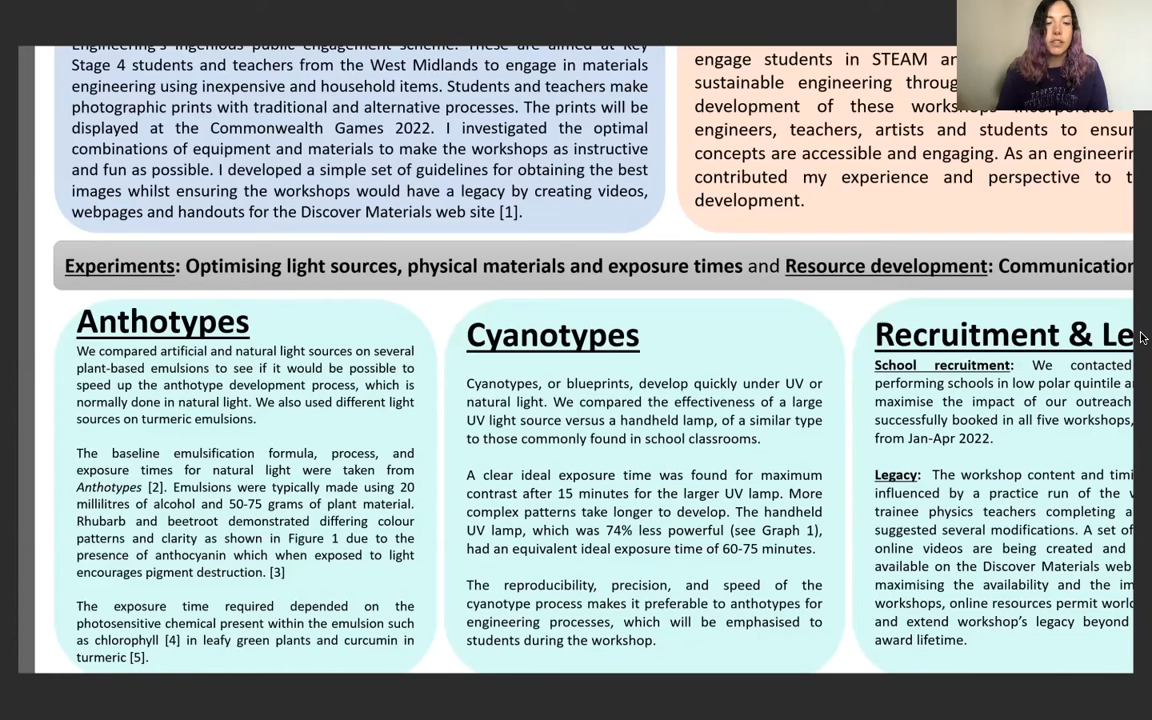 Engineering's Ingenious public engagement scheme. These are aimed at Key
Stage 4 students and teachers from the West Midlands to engage in materials
engineering using inexpensive and household items. Students and teachers make
photographic prints with traditional and alternative processes. The prints will be
displayed at the Commonwealth Games 2022. I investigated the optimal
combinations of equipment and materials to make the workshops as instructive
and fun as possible. I developed a simple set of guidelines for obtaining the best
images whilst ensuring the workshops would have a legacy by creating videos,
webpages and handouts for the Discover Materials web site [1].
engage students in STEAM
sustainable engineering
development of these workshops incorporates
engineers, teachers, artists and students to
concepts are accessible and engaging. As an
contributed my experience and perspective to
development.
Experiments: Optimising light sources, physical materials and exposure times and Resource development: Communication
Anthotypes
We compared artificial and natural light sources on several
plant-based emulsions to see if it would be possible to
speed up the anthotype development process, which is
normally done in natural light. We also used different light
sources on turmeric emulsions.
The baseline emulsification formula, process, and
exposure times for natural light were taken from
Anthotypes [2]. Emulsions were typically made using 20
millilitres of alcohol and 50-75 grams of plant material.
Rhubarb and beetroot demonstrated differing colour
patterns and clarity as shown in Figure 1 due to the
presence of anthocyanin which when exposed to light
encourages pigment destruction. [3]
The exposure time required depended on the
photosensitive chemical present within the emulsion such
as chlorophyll [4] in leafy green plants and curcumin in
turmeric [5].
Cyanotypes
Cyanotypes, or blueprints, develop quickly under UV or
natural light. We compared the effectiveness of a large
UV light source versus a handheld lamp, of a similar type
to those commonly found in school classrooms.
A clear ideal exposure time was found for maximum
contrast after 15 minutes for the larger UV lamp. More
complex patterns take longer to develop. The handheld
UV lamp, which was 74% less powerful (see Graph 1),
had an equivalent ideal exposure time of 60-75 minutes.
The reproducibility, precision, and speed of the
cyanotype process makes it preferable to anthotypes for
engineering processes, which will be emphasised to
students during the workshop.
Recruitment & Le
School recruitment: We contacted
performing schools in low polar quintile
maximise the impact of our outreach
successfully booked in all five workshops,
from Jan-Apr 2022.
Legacy: The workshop content and
influenced by a practice run of the
trainee physics teachers completing
suggested several modifications. A set of
online videos are being created and
available on the Discover Materials web
maximising the availability and the
workshops, online resources permit
and extend workshop's legacy beyond
award lifetime.